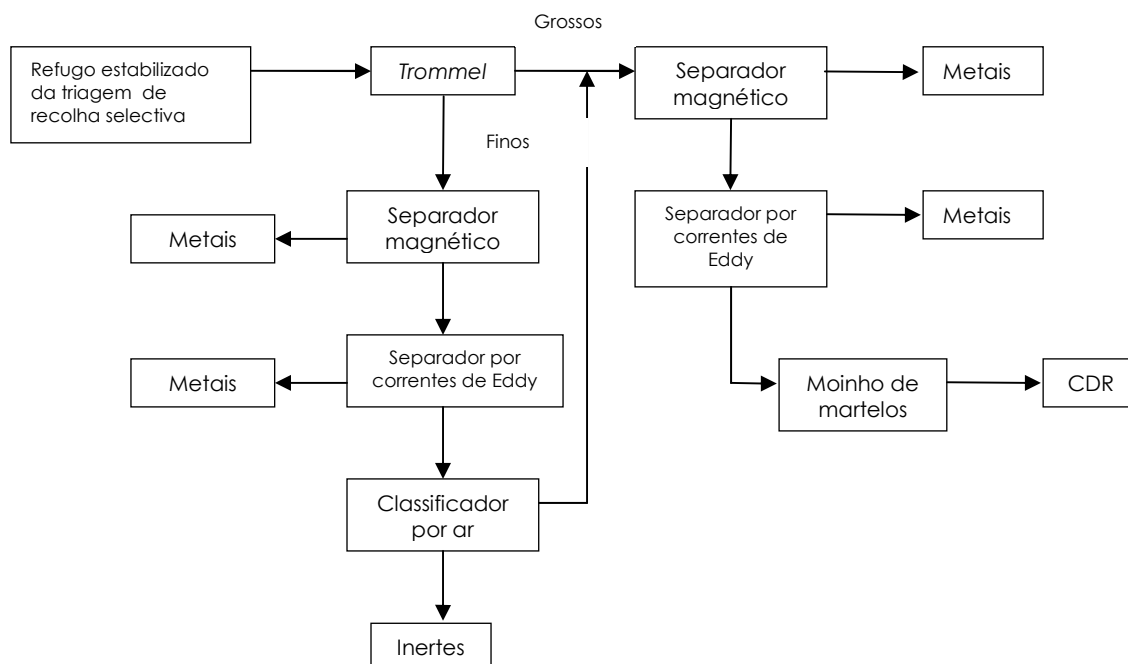 Grossos
Refugo estabilizado
da triagem de
recolha selectiva
Trommel
Separador
magnético
Metais
Finos
Separador
magnético
Metais
Separador por
correntes de
Eddy
Metais
Separador por
correntes de Eddy
Metais
Moinho de
martelos
CDR
Classificador
por ar
Inertes